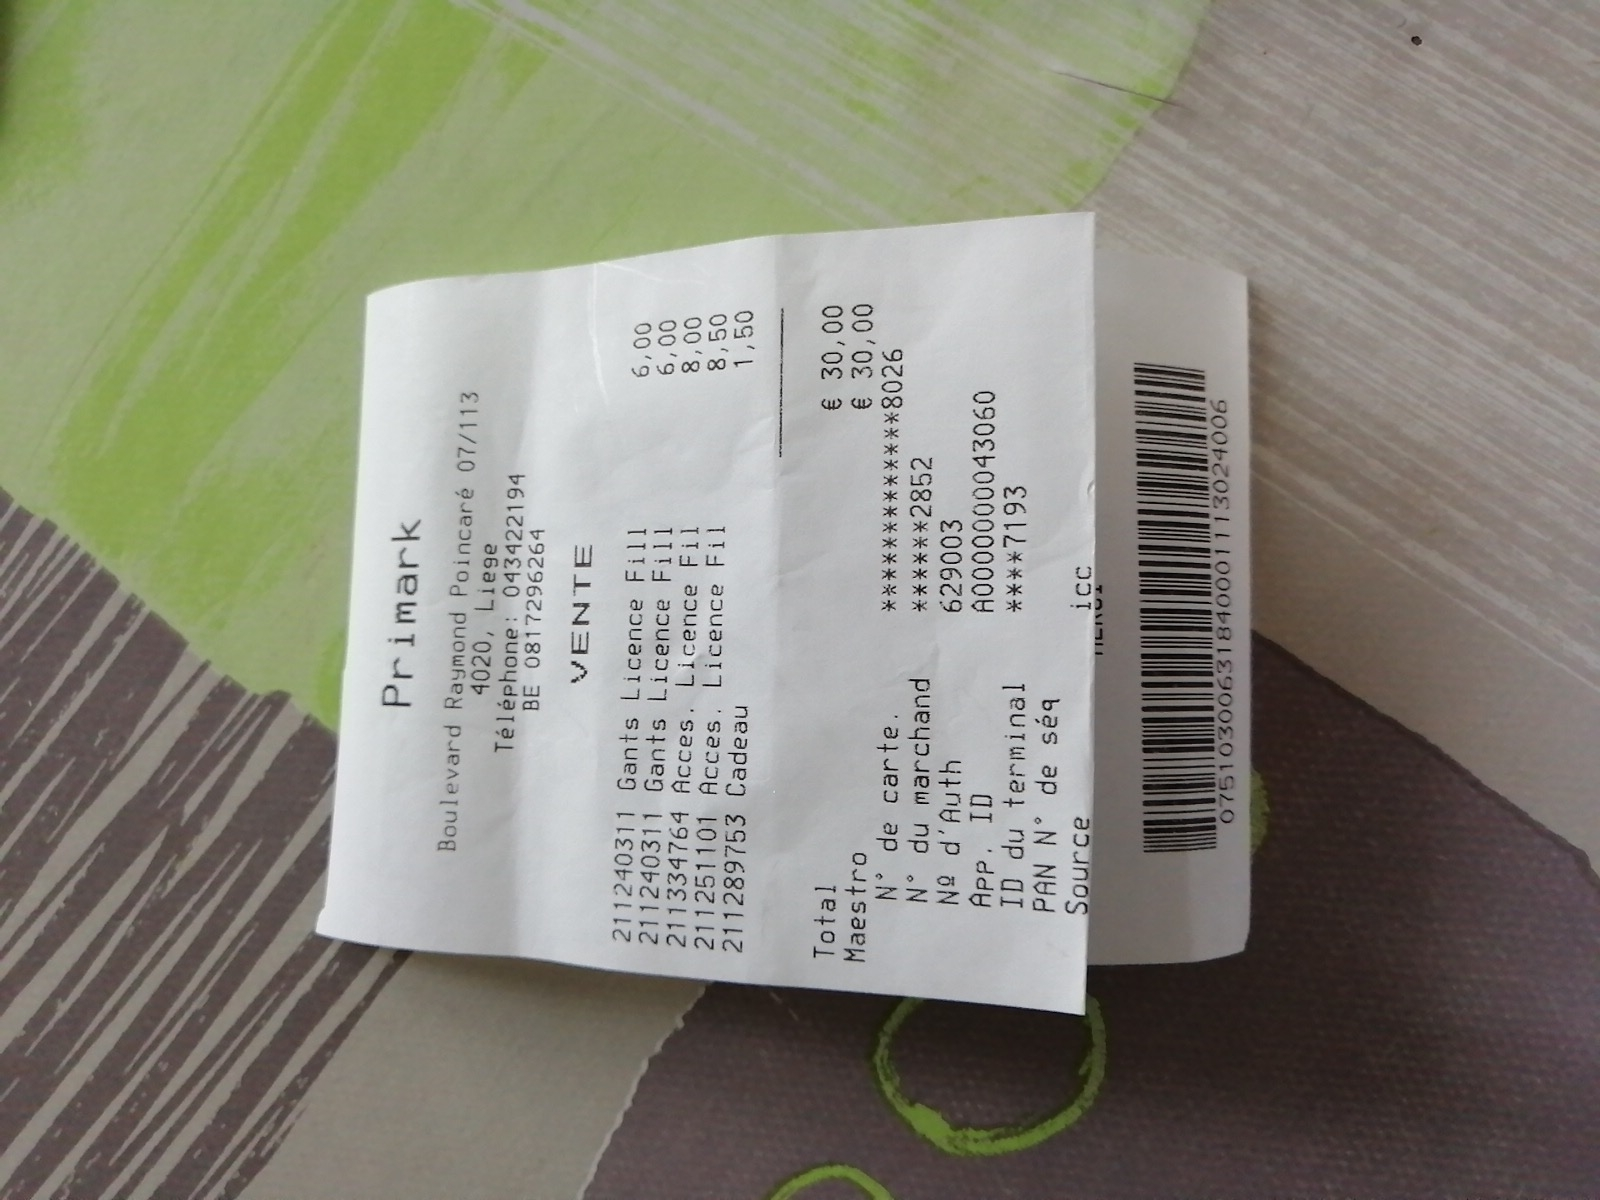 Primark
Boulevard Raymond Poincaré 07/113
4020, Liege
Téléphone: 043422194
BE 0817296264
VENTE
211240311 Gants Licence Fill 6,00
211240311 Gants Licence Fill 6,00
211334764 Acces. Licence Fil 8,00
211251101 Acces. Licence Fil 8,50
211289753 Cadeau 1,50
Total € 30,00
Maestro € 30,00
N° de carte. ***************8026
N° du marchand ******2852
Nº d'Auth 629003
App. ID A0000000043060
ID du terminal ****7193
PAN N° de séq
Source icc
07510300631840001113024006